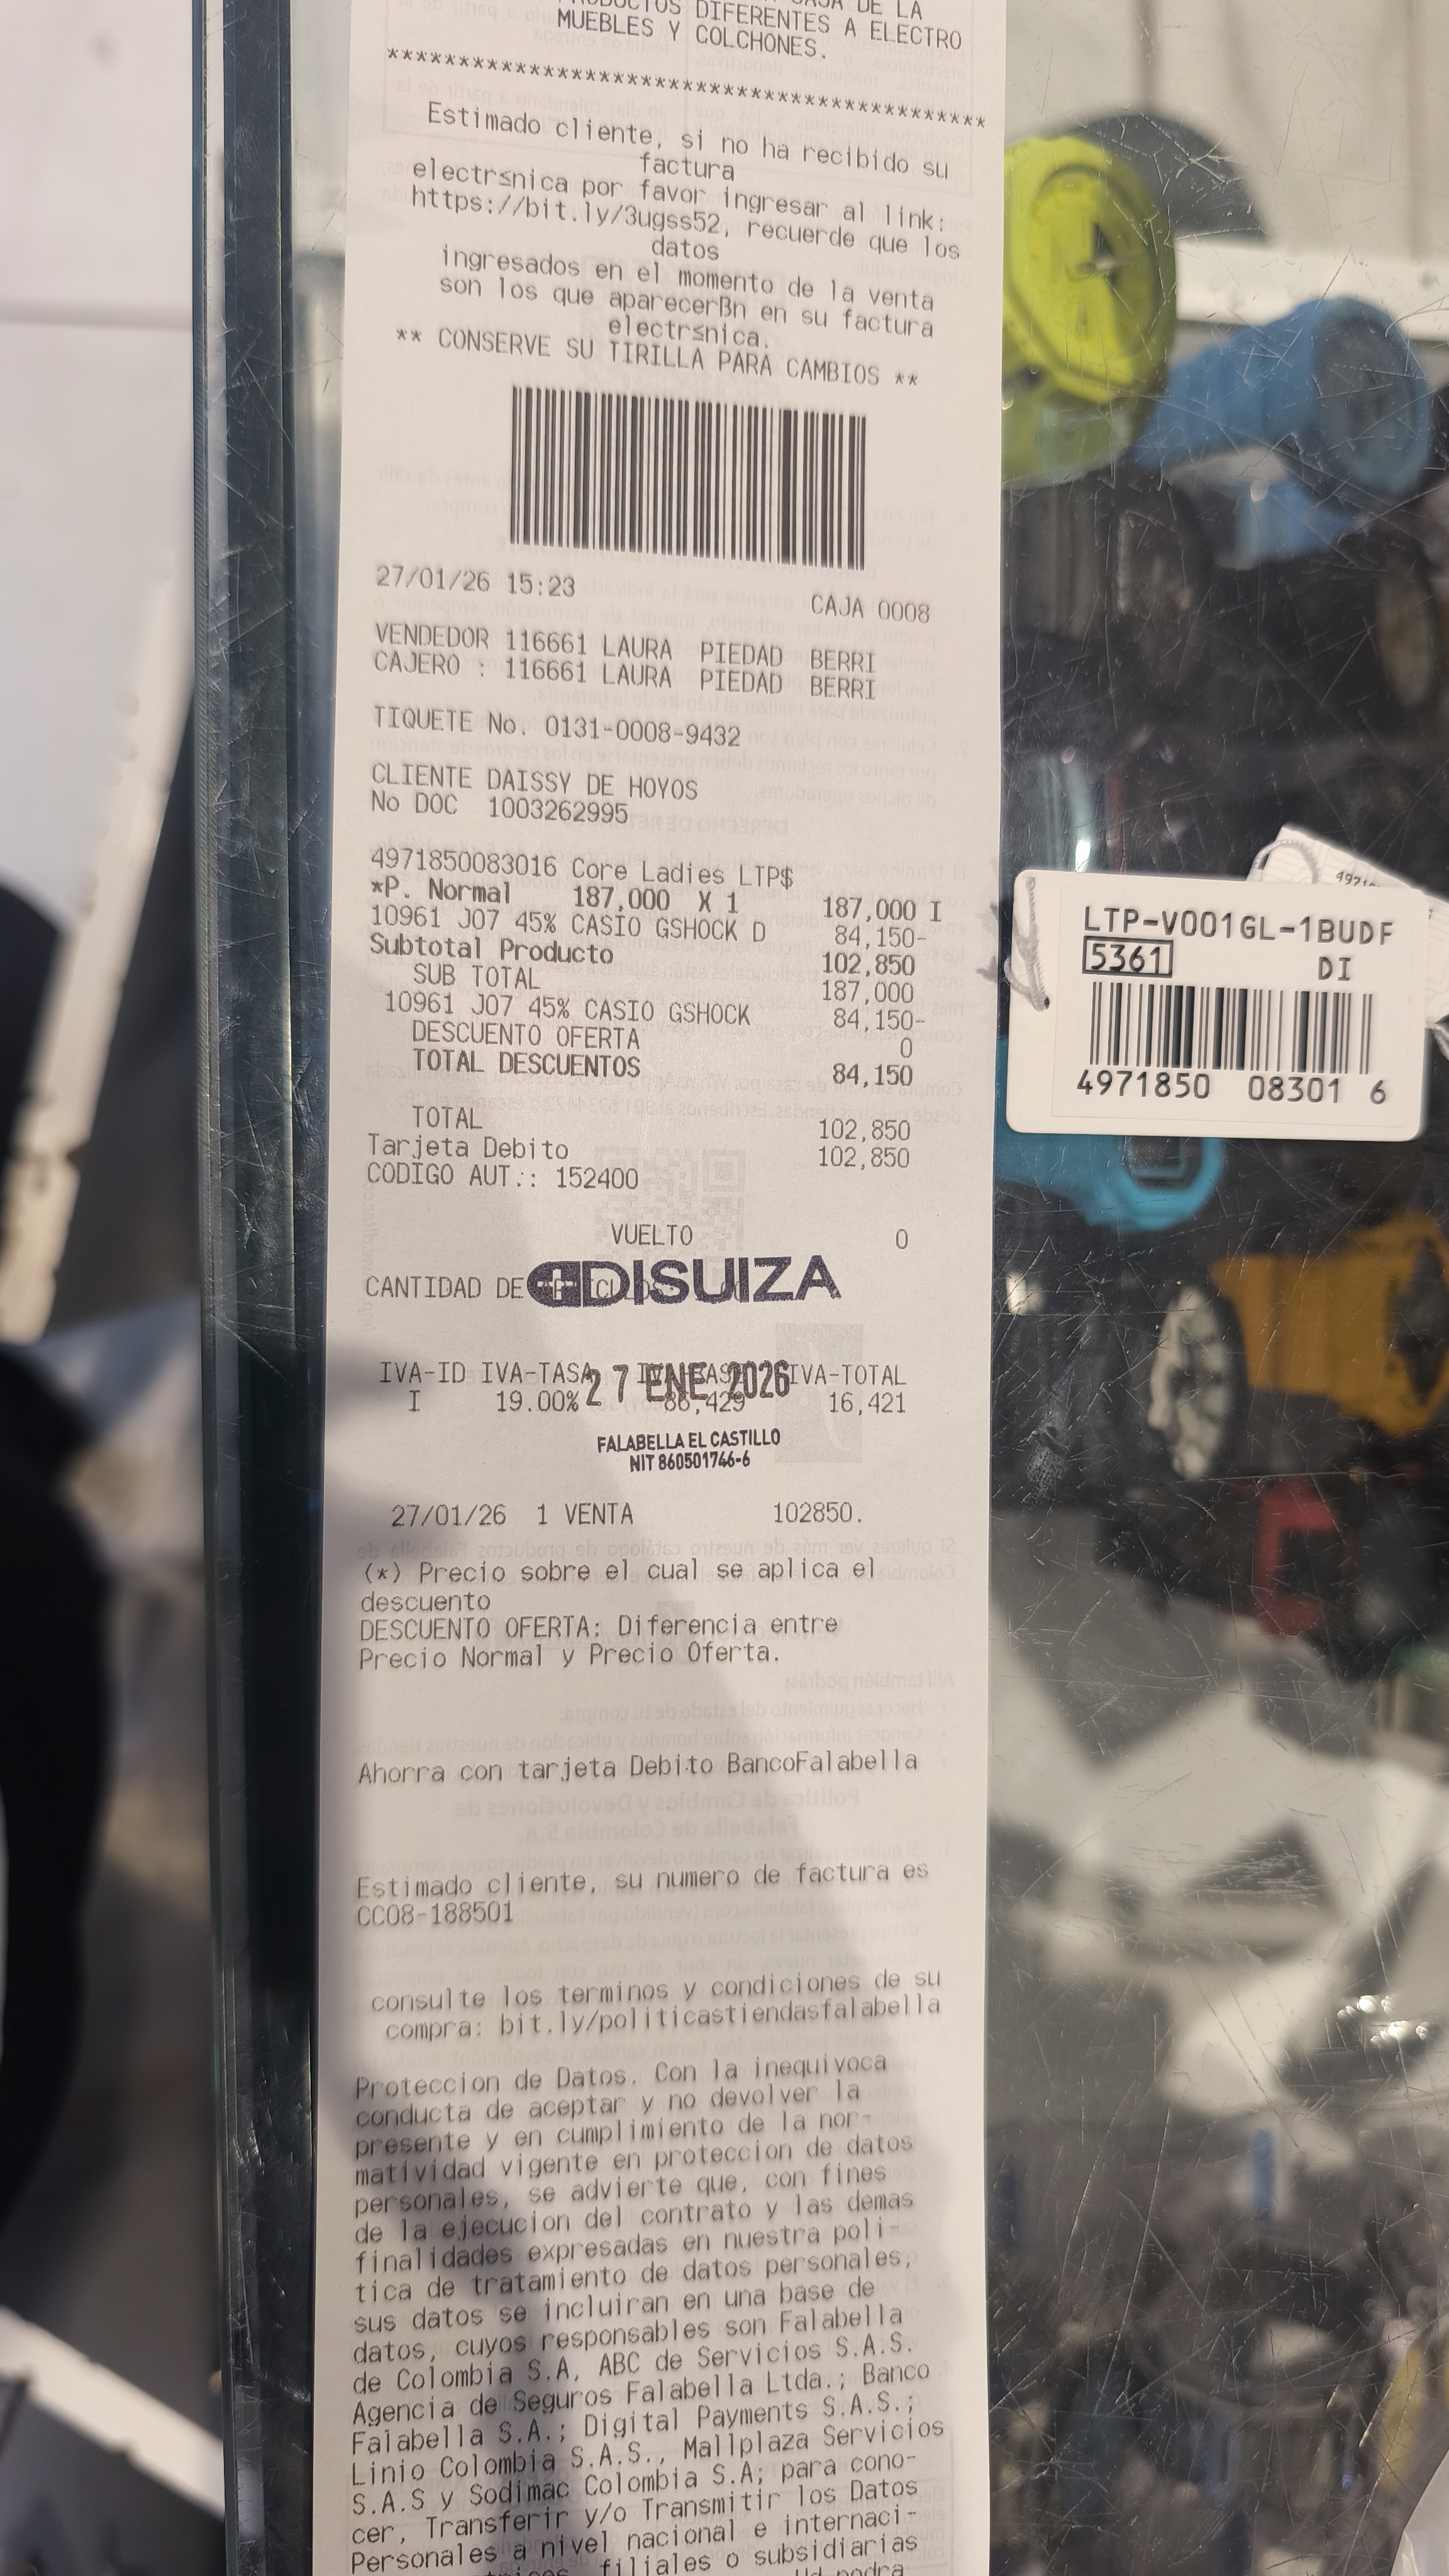 PRODUCTOS DIFERENTES A ELECTRO
MUEBLES Y COLCHONES.
******************************************
Estimado cliente, si no ha recibido su
factura
electr≤nica por favor ingresar al link:
https://bit.ly/3ugss52, recuerde que los
datos
ingresados en el momento de la venta
son los que aparecerßn en su factura
electr≤nica.
** CONSERVE SU TIRILLA PARA CAMBIOS **
27/01/26 15:23 CAJA 0008
VENDEDOR 116661 LAURA PIEDAD BERRI
CAJERO : 116661 LAURA PIEDAD BERRI
TIQUETE No. 0131-0008-9432
CLIENTE DAISSY DE HOYOS
No DOC 1003262995
4971850083016 Core Ladies LTP$
*P. Normal 187,000 X 1 187,000 I
10961 J07 45% CASIO GSHOCK D 84,150-
Subtotal Producto 102,850
SUB TOTAL 187,000
10961 J07 45% CASIO GSHOCK 84,150-
DESCUENTO OFERTA 0
TOTAL DESCUENTOS 84,150
TOTAL 102,850
Tarjeta Debito 102,850
CODIGO AUT.: : 152400
VUELTO 0
CANTIDAD DE
DISUIZA
IVA-ID IVA-TASA IVA-TOTAL
27 ENE 2026
I 19.00% 86,429 16,421
FALABELLA EL CASTILLO
NIT 860501746-6
27/01/26 1 VENTA 102850.
(*) Precio sobre el cual se aplica el
descuento
DESCUENTO OFERTA: Diferencia entre
Precio Normal y Precio Oferta.
Ahorra con tarjeta Debito BancoFalabella
Estimado cliente, su numero de factura es
CC08-188501
consulte los terminos y condiciones de su
compra: bit.ly/politicastiendasfalabella
Proteccion de Datos. Con la inequivoca
conducta de aceptar y no devolver la
presente y en cumplimiento de la nor-
matividad vigente en proteccion de datos
personales, se advierte que, con fines
de la ejecucion del contrato y las demas
finalidades expresadas en nuestra poli-
tica de tratamiento de datos personales,
sus datos se incluiran en una base de
datos, cuyos responsables son Falabella
de Colombia S.A, ABC de Servicios S.A.S.
Agencia de Seguros Falabella Ltda.; Banco
Falabella S.A.; Digital Payments S.A.S.;
Linio Colombia S.A.S., Mallplaza Servicios
S.A.S y Sodimac Colombia S.A; para cono-
cer, Transferir y/o Transmitir los Datos
Personales a nivel nacional e internaci-
filiales o subsidiarias
LTP-V001GL-1BUDF
5361 DI
4971850 08301 6